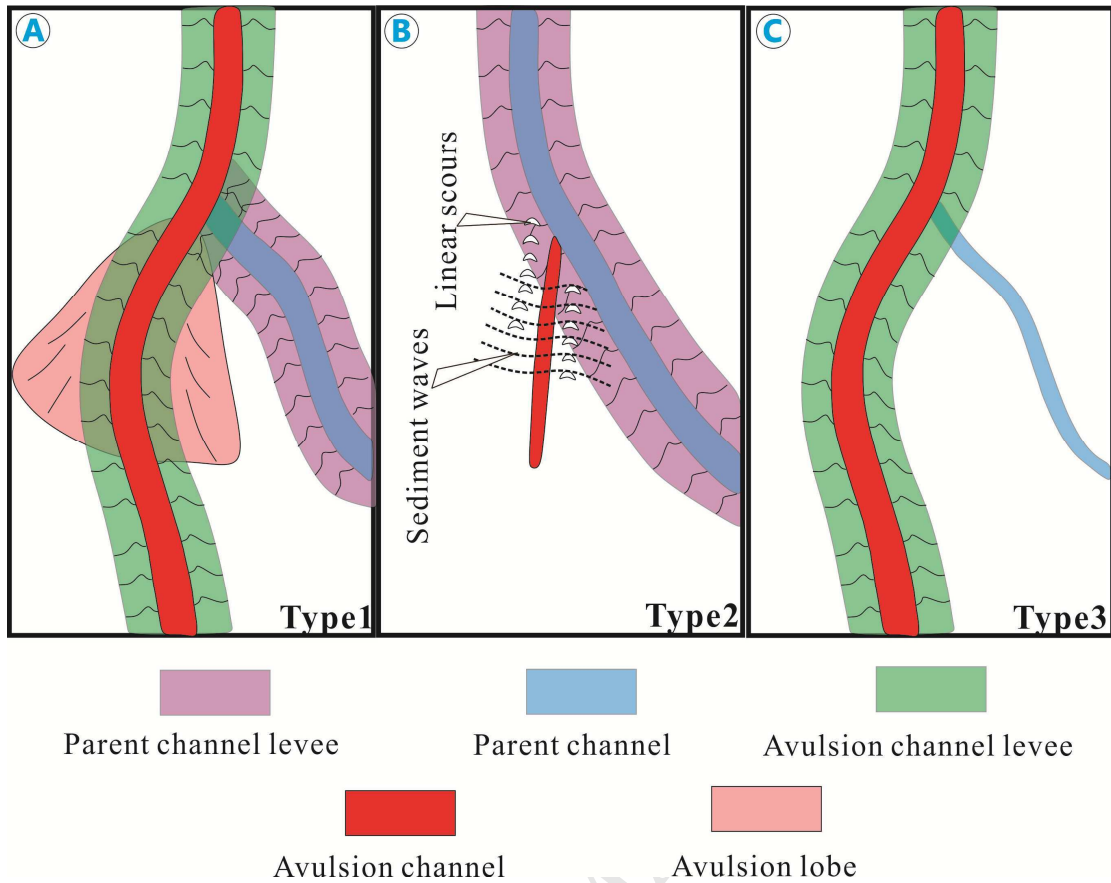 A
B
C
Linear scours
Sediment waves
Type1
Type2
Type3
Parent channel levee
Parent channel
Avulsion channel levee
Avulsion channel
Avulsion lobe